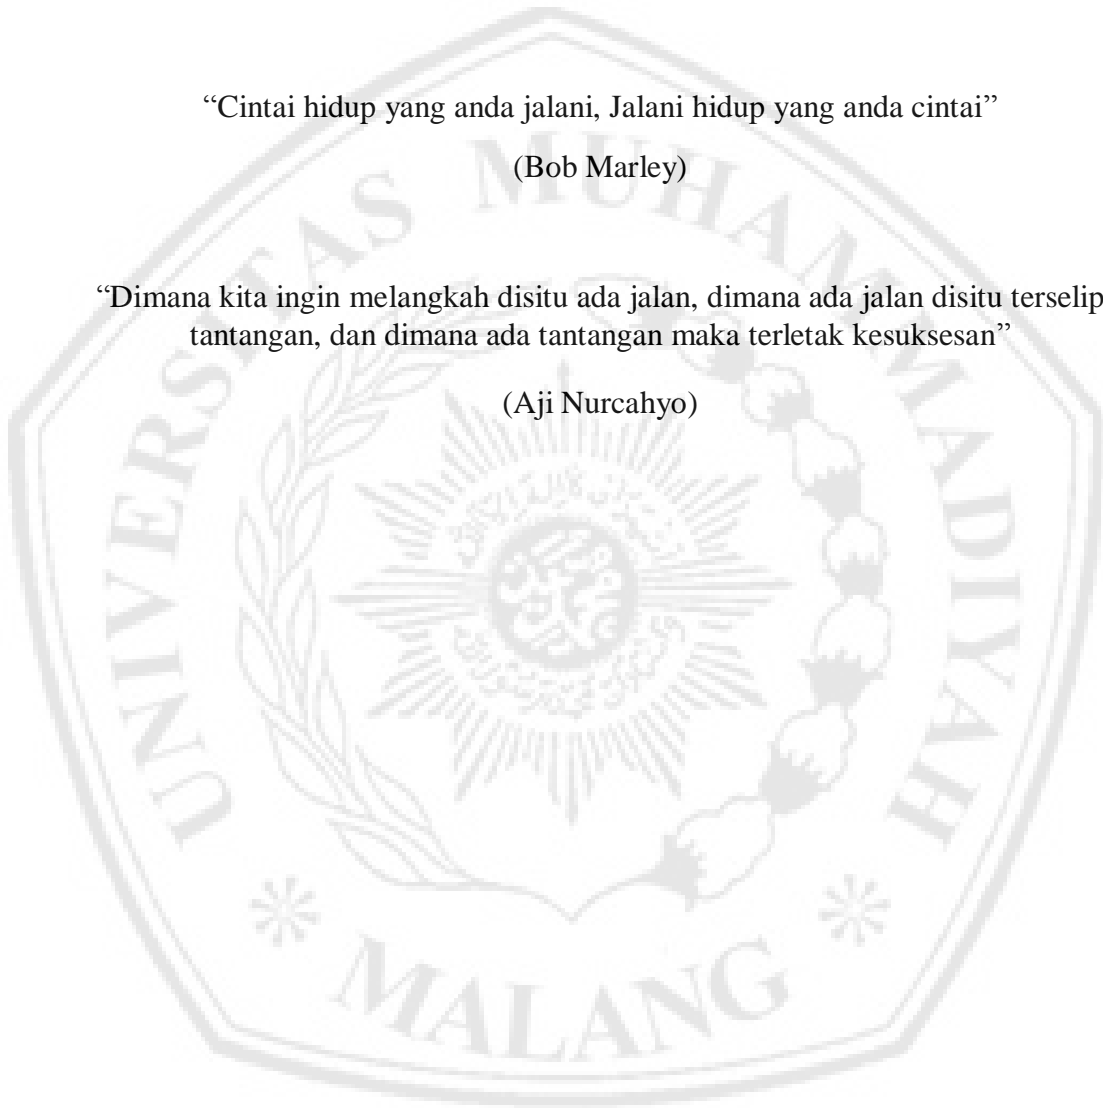 “Cintai hidup yang anda jalani, Jalani hidup yang anda cintai”
(Bob Marley)
“Dimana kita ingin melangkah disitu ada jalan, dimana ada jalan disitu terselip
tantangan, dan dimana ada tantangan maka terletak kesuksesan”
(Aji Nurcahyo)
UNIVERSITAS MUHAMMADIYAH
MALANG